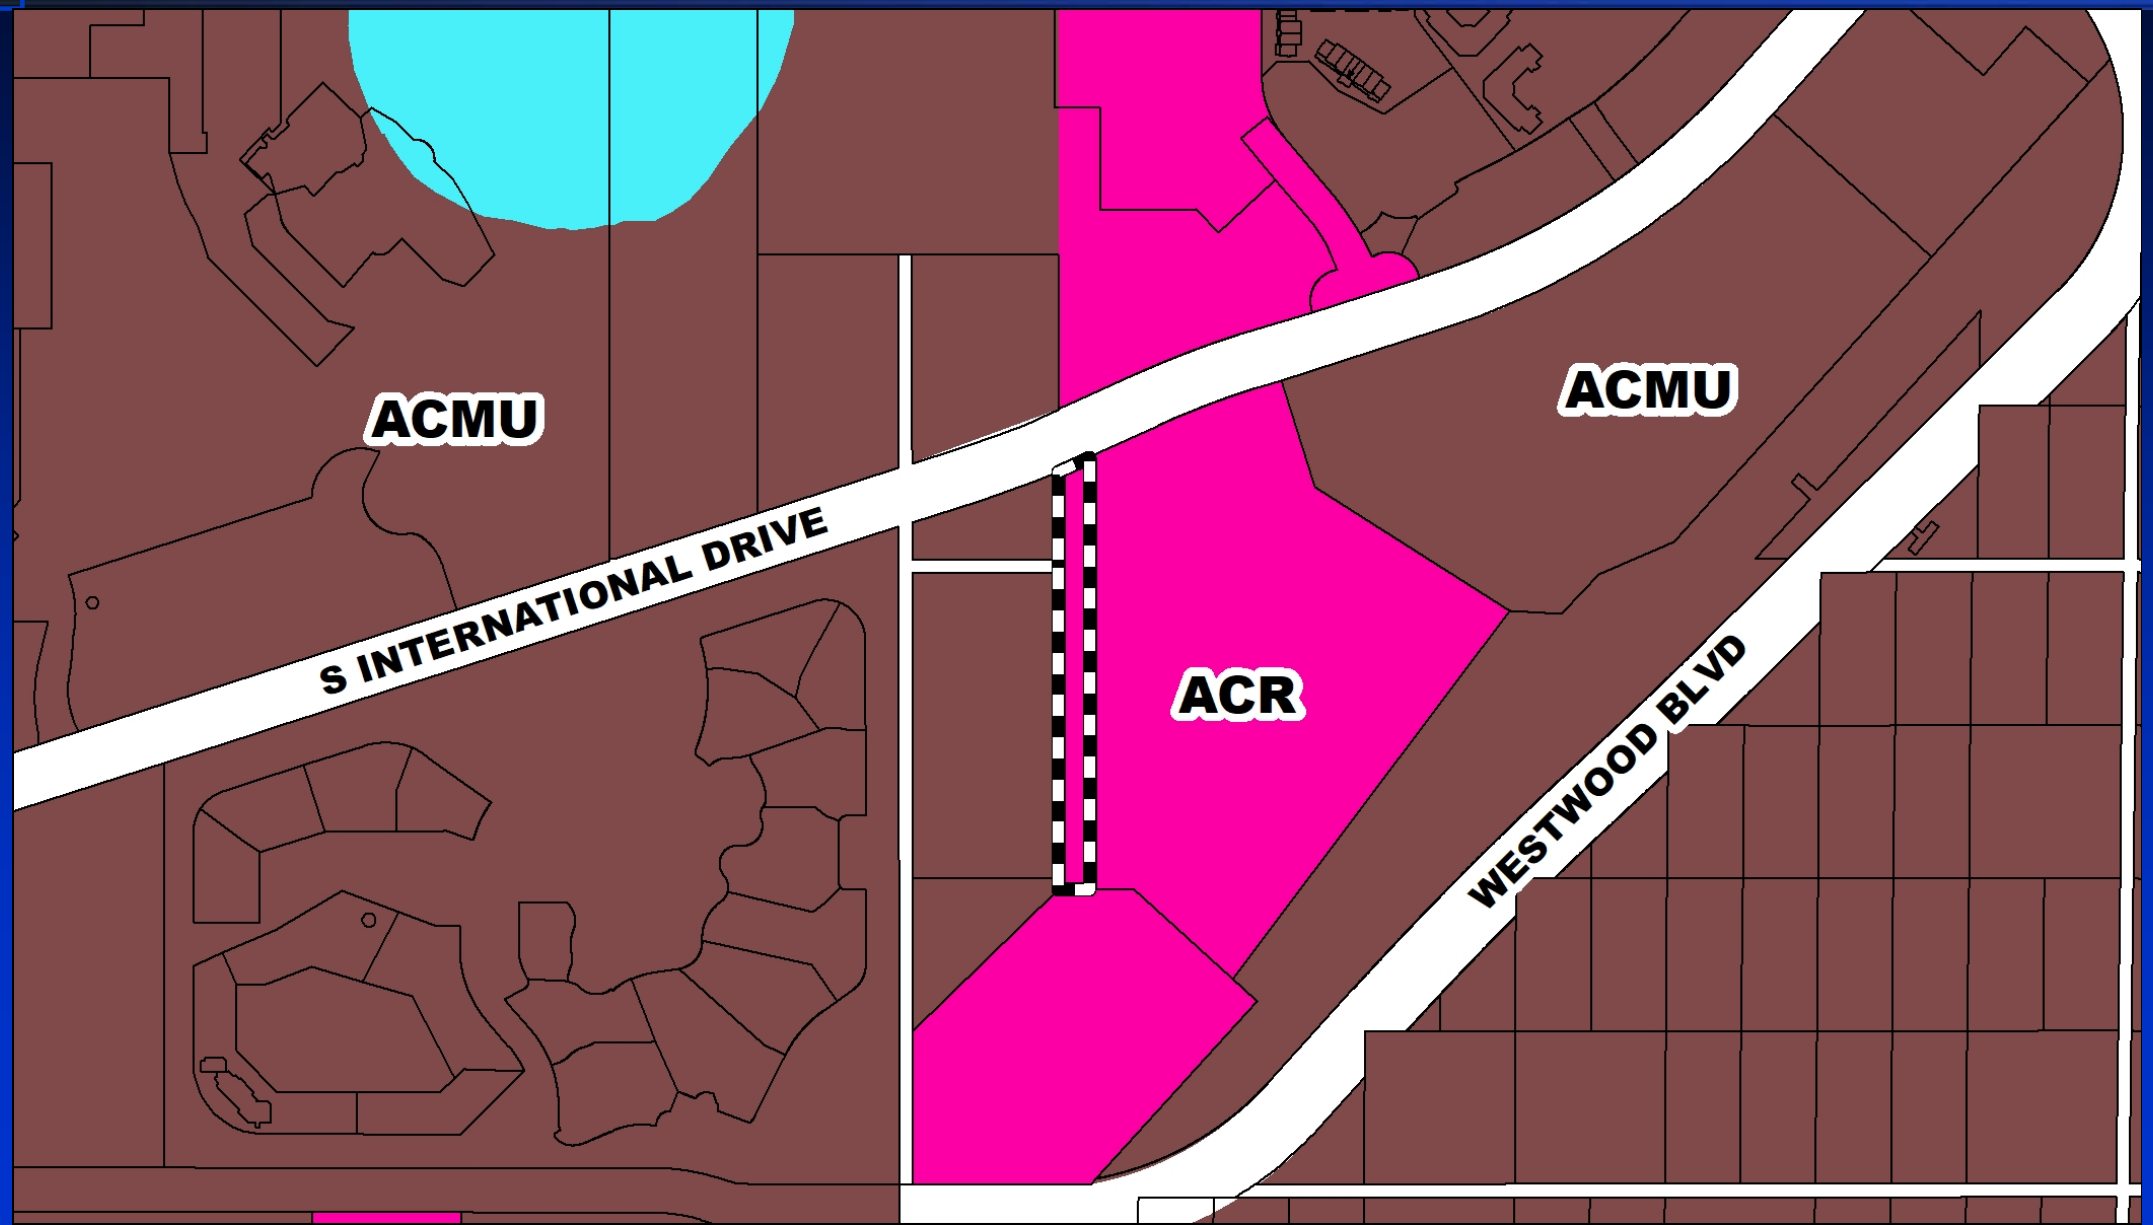 ACMU
ACMU
S INTERNATIONAL DRIVE
ACR
WESTWOOD BLVD